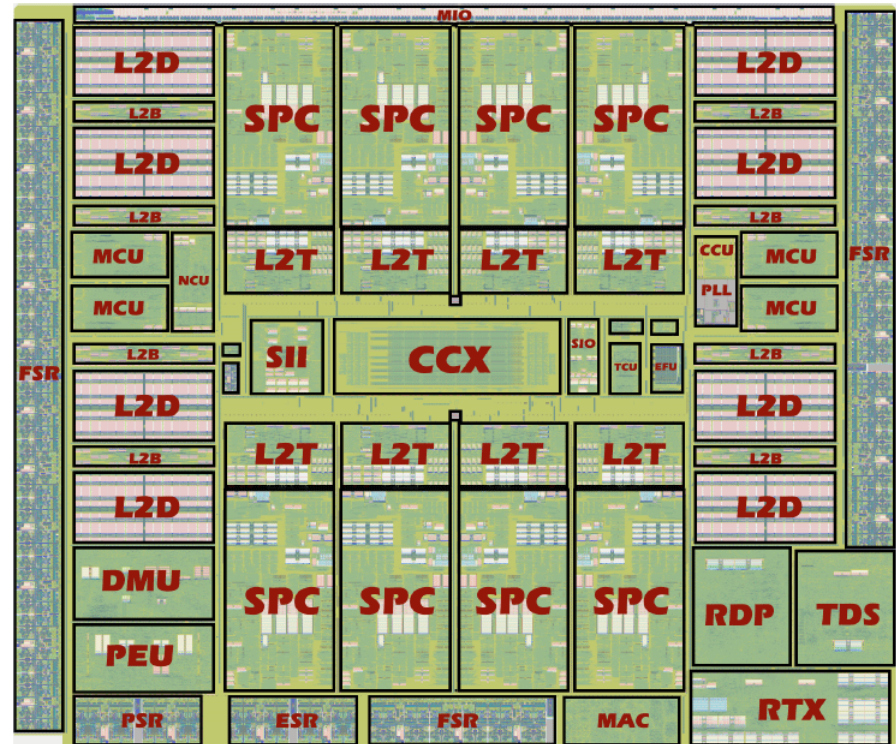 MIO
L2D SPC SPC SPC SPC L2D
L2B L2B
L2D L2D
L2B L2B
MCU NCU L2T L2T L2T L2T CCU MCU FSR
MCU PLL MCU
FSR L2B SII CCX SIO TCU EFU L2B
L2D L2D
L2B L2T L2T L2T L2T L2B
L2D L2D
DMU SPC SPC SPC SPC RDP TDS
PEU
PSR ESR FSR MAC RTX